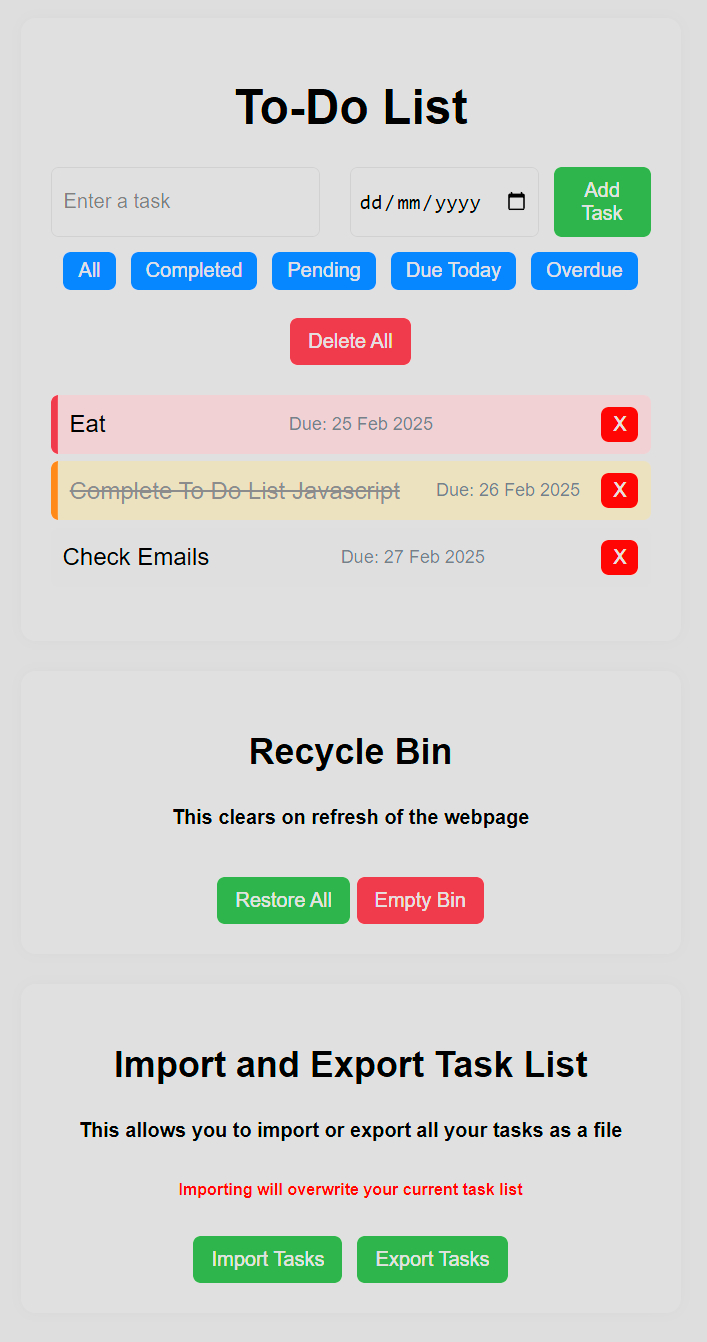 To-Do List
Enter a task dd/mm/yyyy Add
Task
All Completed Pending Due Today Overdue
Delete All
Eat Due: 25 Feb 2025 X
Complete To Do List Javascript Due: 26 Feb 2025 X
Check Emails Due: 27 Feb 2025 X
Recycle Bin
This clears on refresh of the webpage
Restore All Empty Bin
Import and Export Task List
This allows you to import or export all your tasks as a file
Importing will overwrite your current task list
Import Tasks Export Tasks